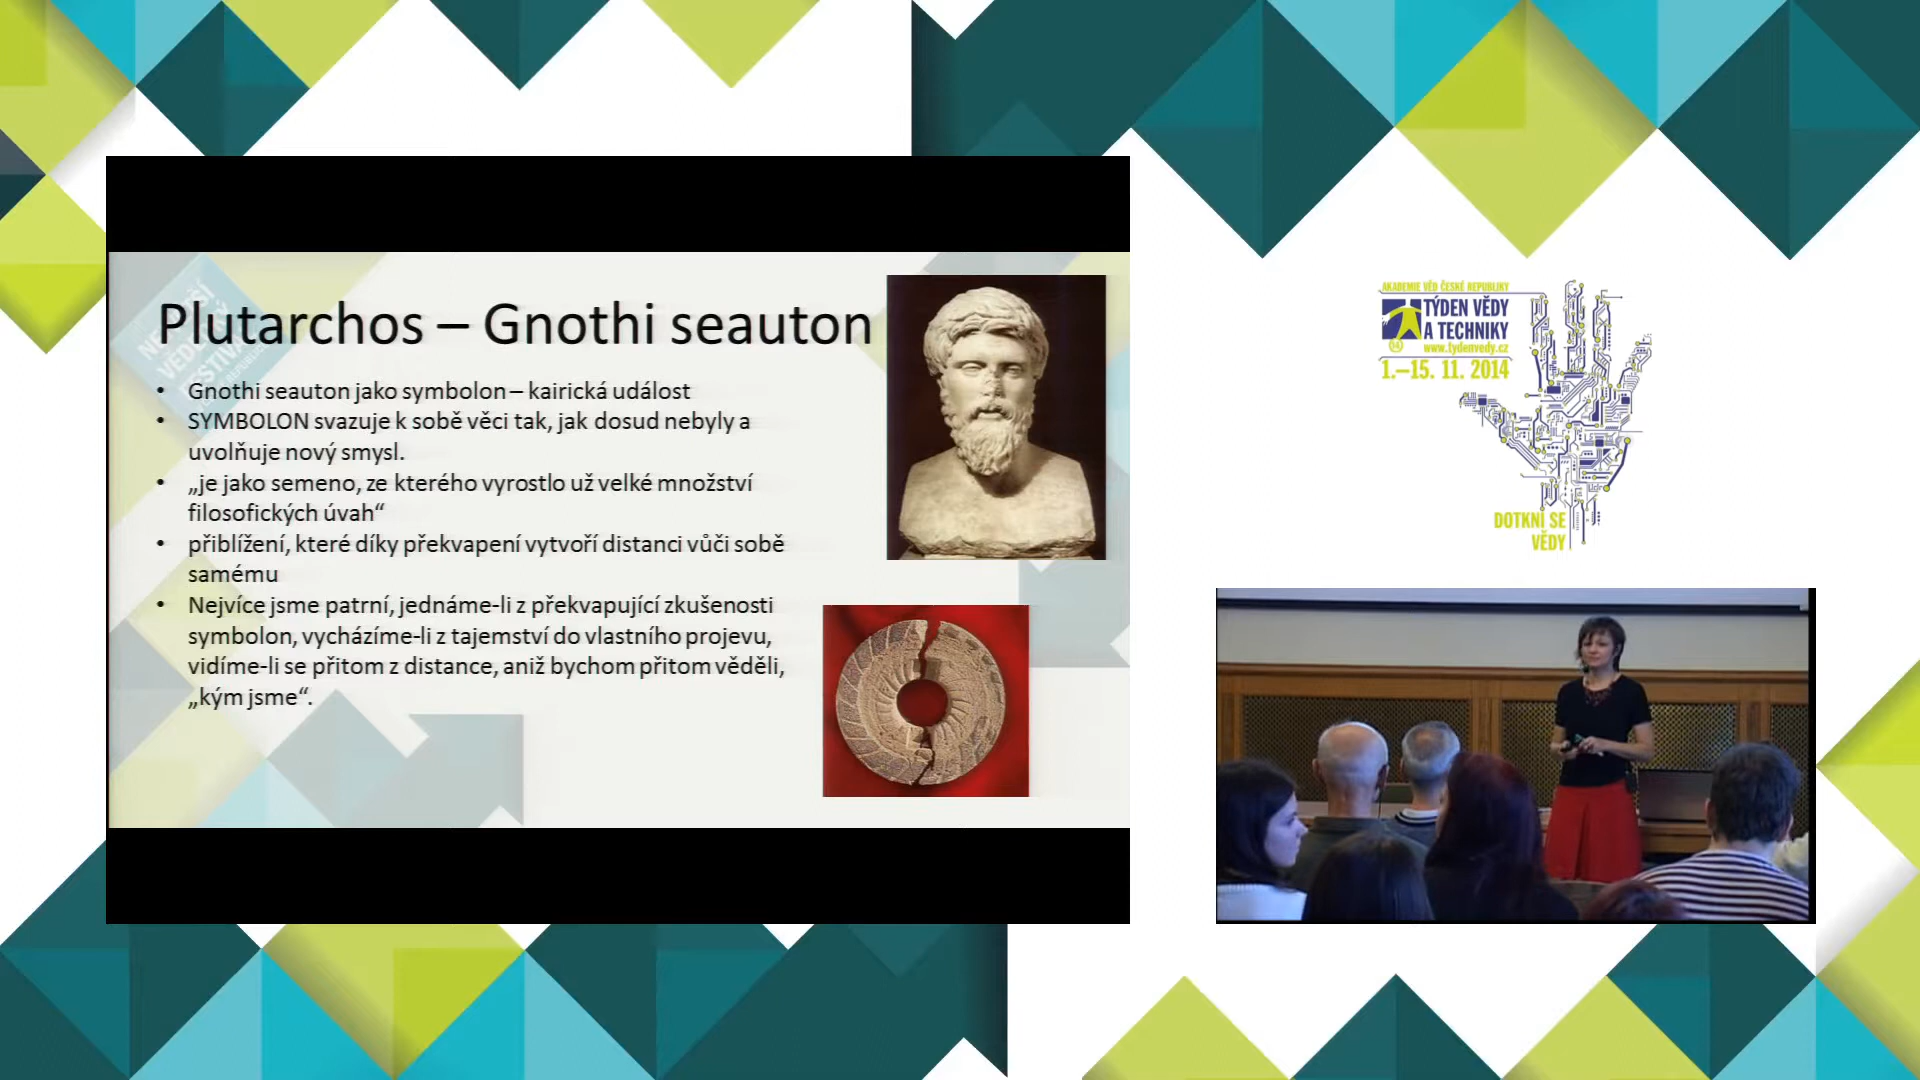 Plutarchos – Gnothi seauton
• Gnothi seauton jako symbolon – kairická událost
• SYMBOLON svazuje k sobě věci tak, jak dosud nebyly a
uvolňuje nový smysl.
• „je jako semeno, ze kterého vyrostlo už velké množství
filosofických úvah“
• přiblížení, které díky překvapení vytvoří distanci vůči sobě
samému
• Nejvíce jsme patrní, jednáme-li z překvapující zkušenosti
symbolon, vycházíme-li z tajemství do vlastního projevu,
vidíme-li se přitom z distance, aniž bychom přitom věděli,
„kým jsme“.
AKADEMIE VĚD ČESKÉ REPUBLIKY
TÝDEN VĚDY
A TECHNIKY
www.tydenvedy.cz
1.–15. 11. 2014
DOTKNI SE
VĚDY